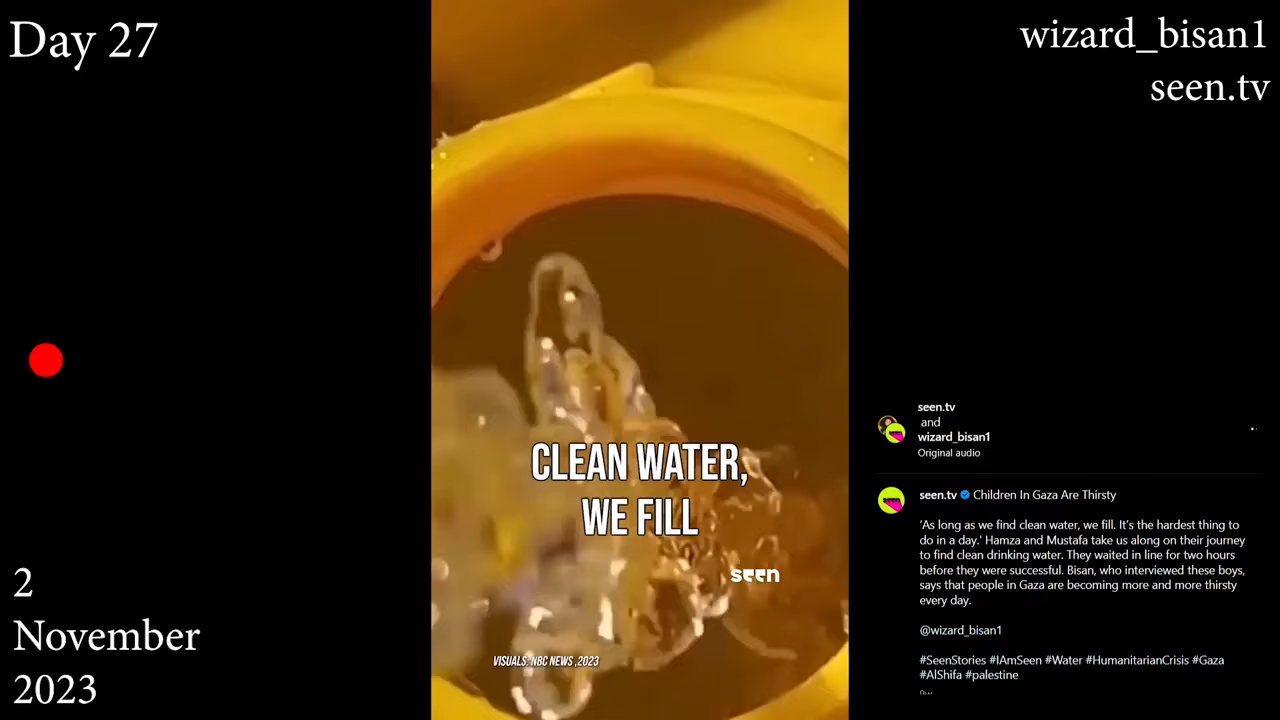 Day 27
wizard_bisan1
seen.tv
CLEAN WATER,
WE FILL
seen
VISUALS: NBC NEWS ,2023
2
November
2023
seen.tv
and
wizard_bisan1
Original audio
seen.tv Children In Gaza Are Thirsty
‘As long as we find clean water, we fill. It’s the hardest thing to
do in a day.' Hamza and Mustafa take us along on their journey
to find clean drinking water. They waited in line for two hours
before they were successful. Bisan, who interviewed these boys,
says that people in Gaza are becoming more and more thirsty
every day.
@wizard_bisan1
#SeenStories #IAmSeen #Water #HumanitarianCrisis #Gaza
#AlShifa #palestine